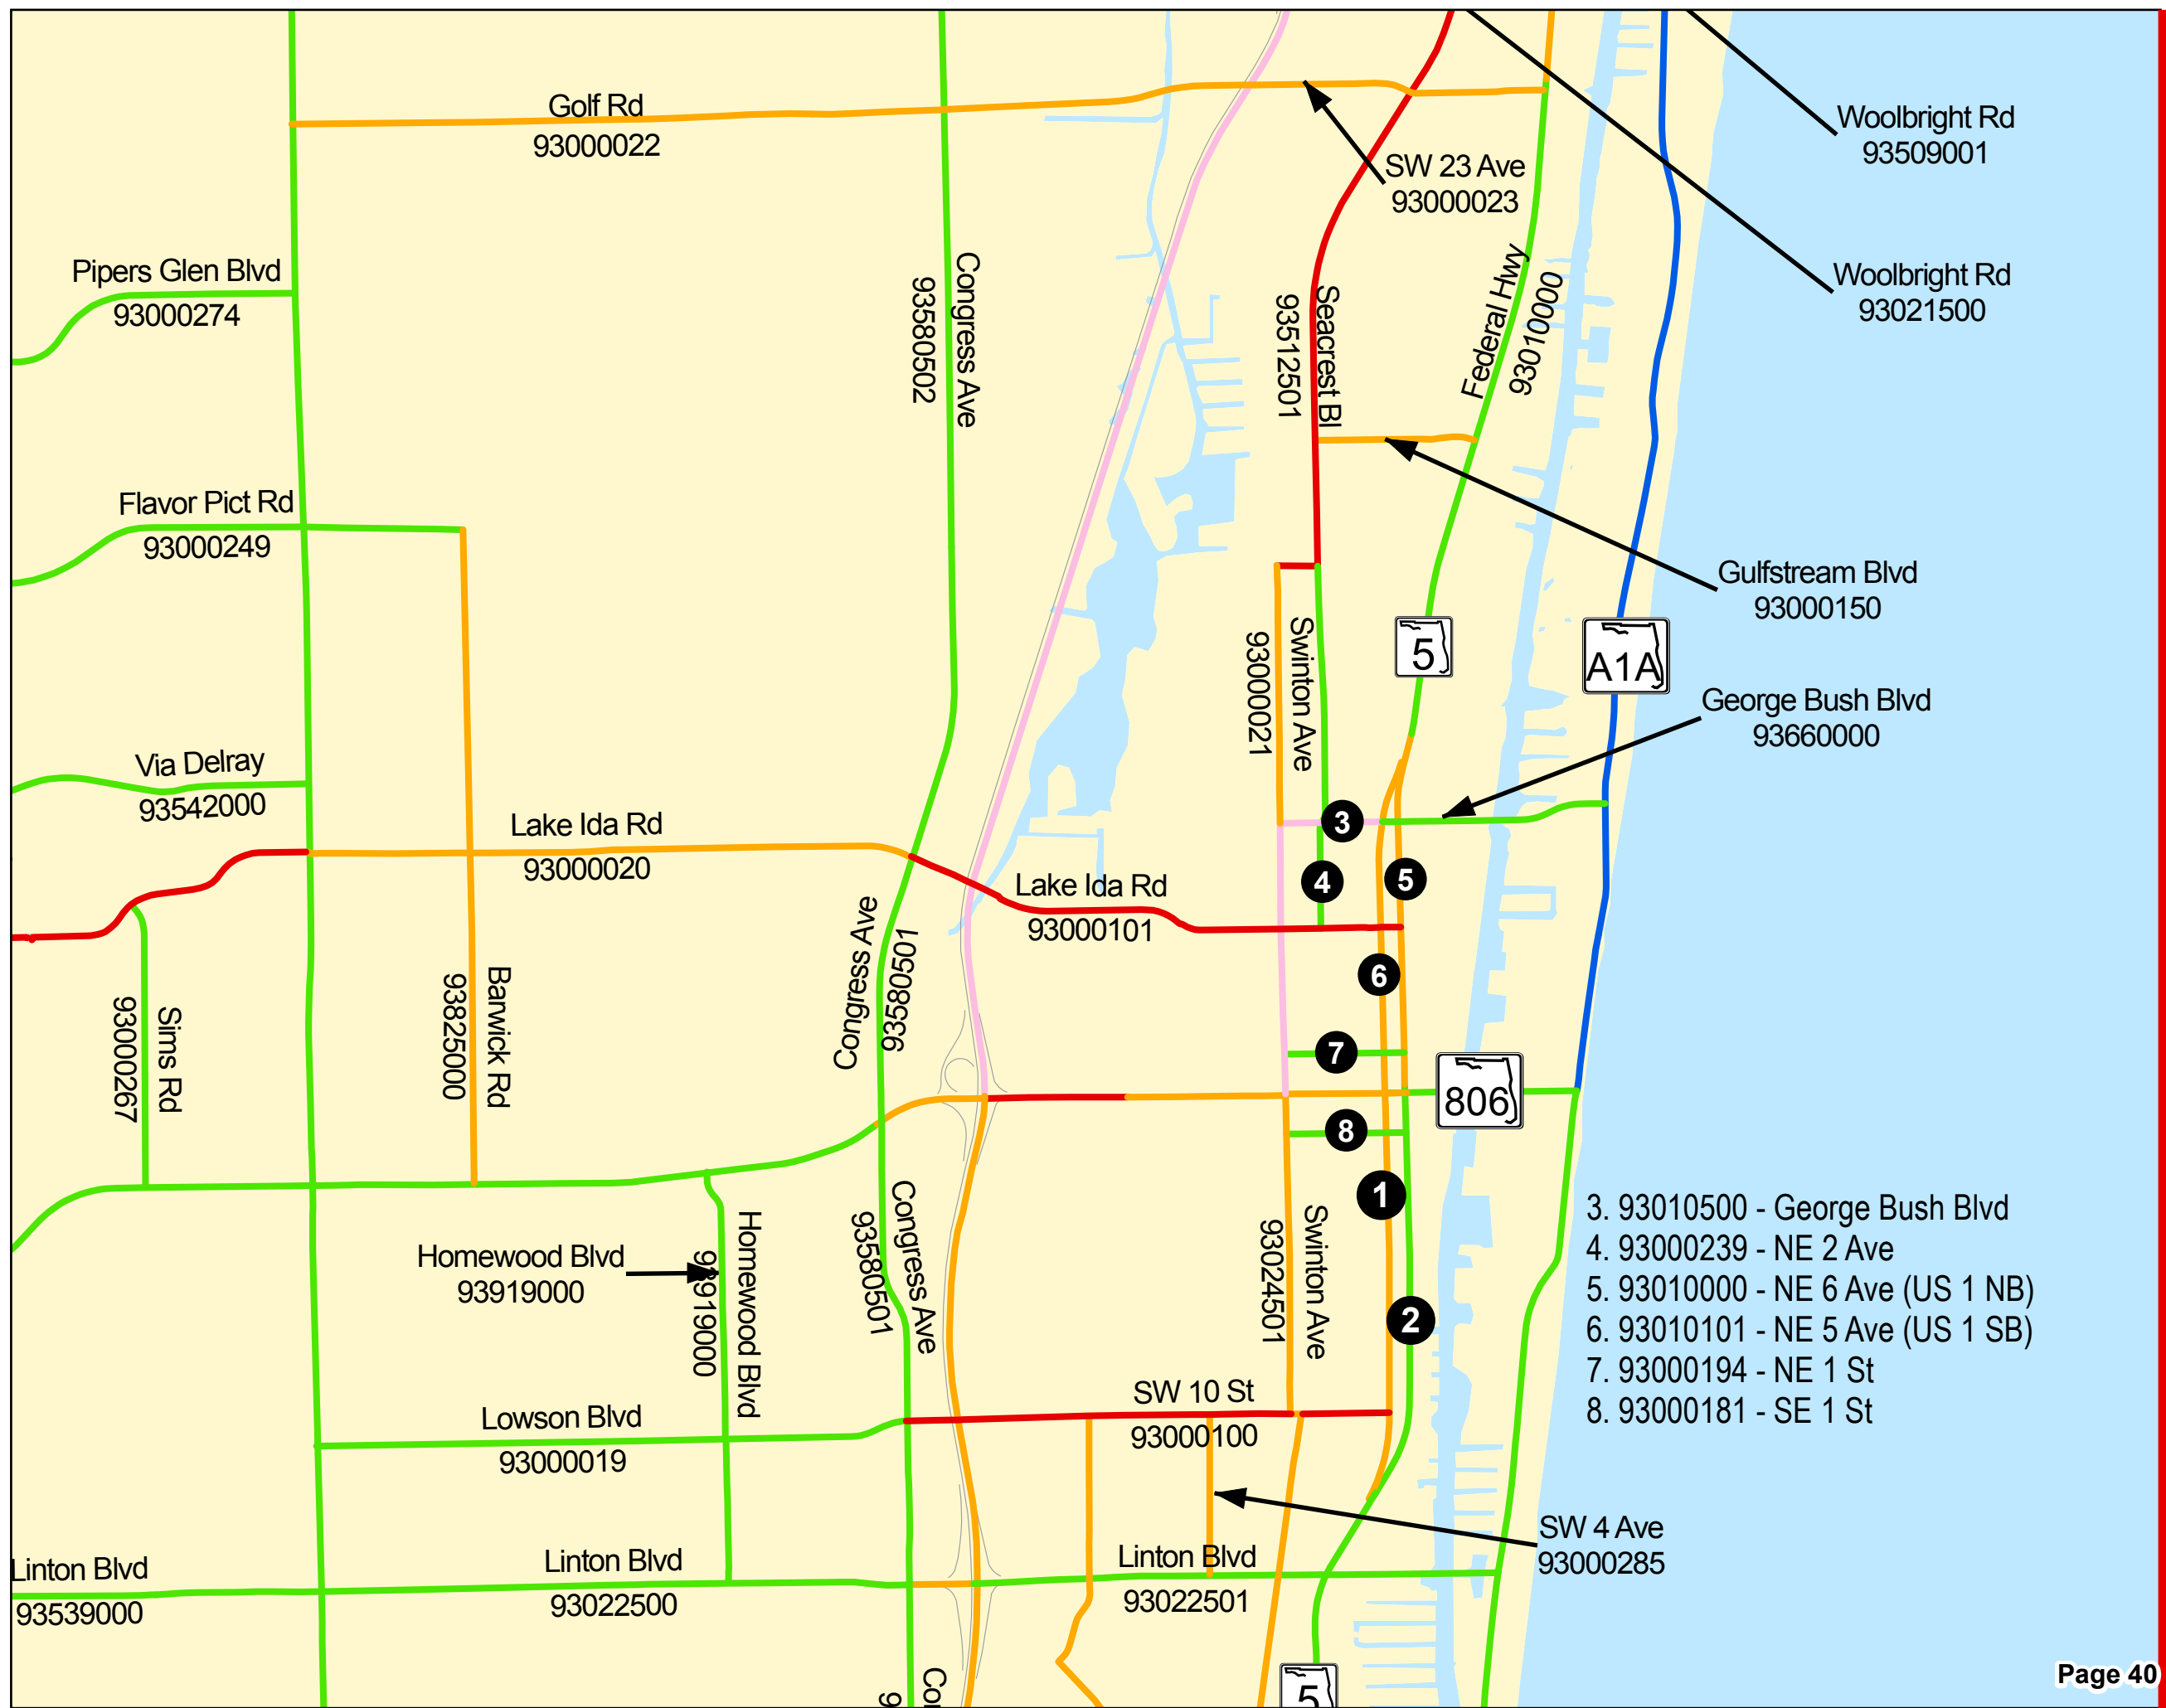 Golf Rd
93000022
Woolbright Rd
93509001
SW 23 Ave
93000023
Pipers Glen Blvd
93000274
Congress Ave
93580502
Seacrest Bl
93512501
Federal Hwy
93010000
Woolbright Rd
93021500
Flavor Pict Rd
93000249
Gulfstream Blvd
93000150
Swinton Ave
93000021
5
A1A
George Bush Blvd
93660000
Via Delray
93542000
Lake Ida Rd
93000020
3
Lake Ida Rd
93000101
4
5
Congress Ave
93580501
6
Barwick Rd
93825000
Sims Rd
93000267
7
806
8
1
Homewood Blvd
93919000
Homewood Blvd
93919000
Congress Ave
93580501
Swinton Ave
93024501
2
3. 93010500 - George Bush Blvd
4. 93000239 - NE 2 Ave
5. 93010000 - NE 6 Ave (US 1 NB)
6. 93010101 - NE 5 Ave (US 1 SB)
7. 93000194 - NE 1 St
8. 93000181 - SE 1 St
SW 10 St
93000100
Lowson Blvd
93000019
SW 4 Ave
93000285
Linton Blvd
93539000
Linton Blvd
93022500
Linton Blvd
93022501
5
Page 40